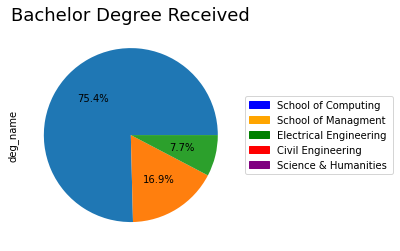 Bachelor Degree Received
deg_name
75.4%
7.7%
16.9%
School of Computing
School of Managment
Electrical Engineering
Civil Engineering
Science & Humanities